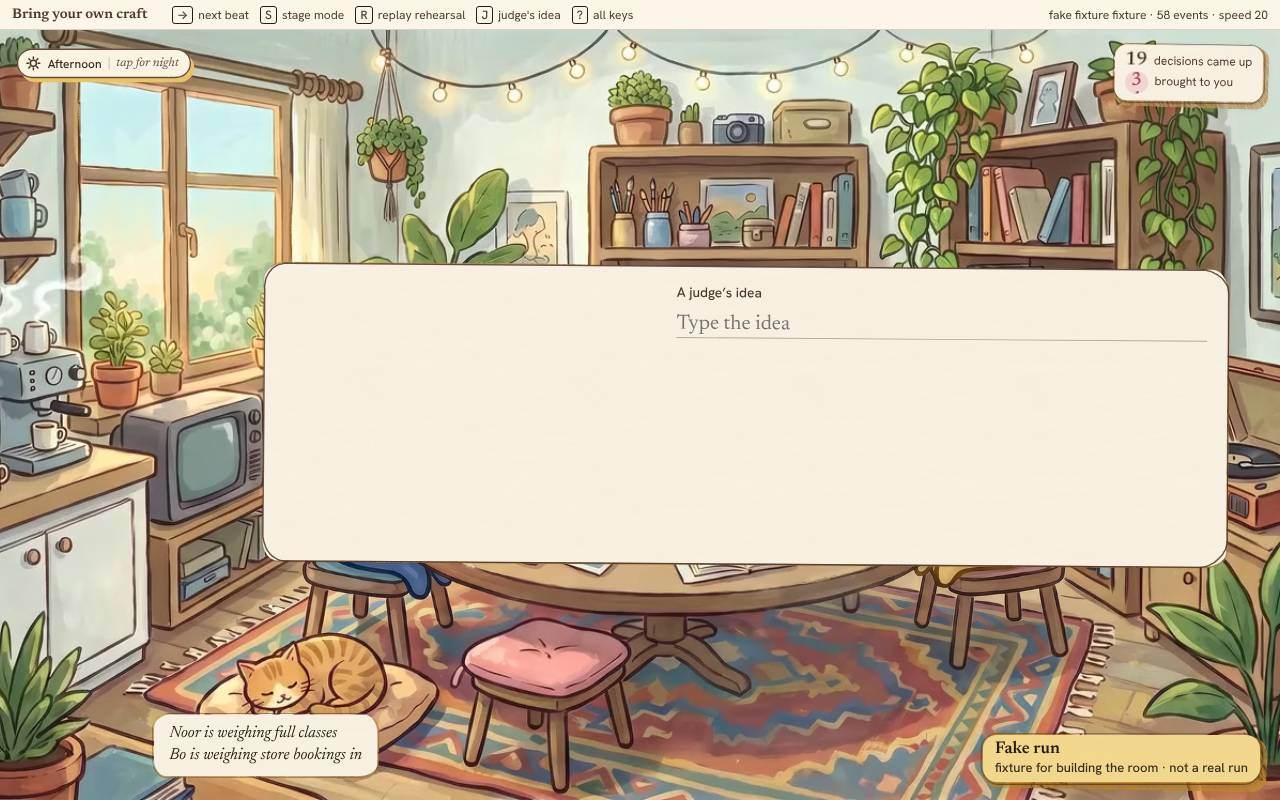 Bring your own craft
→ next beat
S stage mode
R replay rehearsal
J judge's idea
? all keys
fake fixture fixture · 58 events · speed 20
Afternoon | tap for night
19 decisions came up
3 brought to you
A judge’s idea
Type the idea
Noor is weighing full classes
Bo is weighing store bookings in
Fake run
fixture for building the room · not a real run